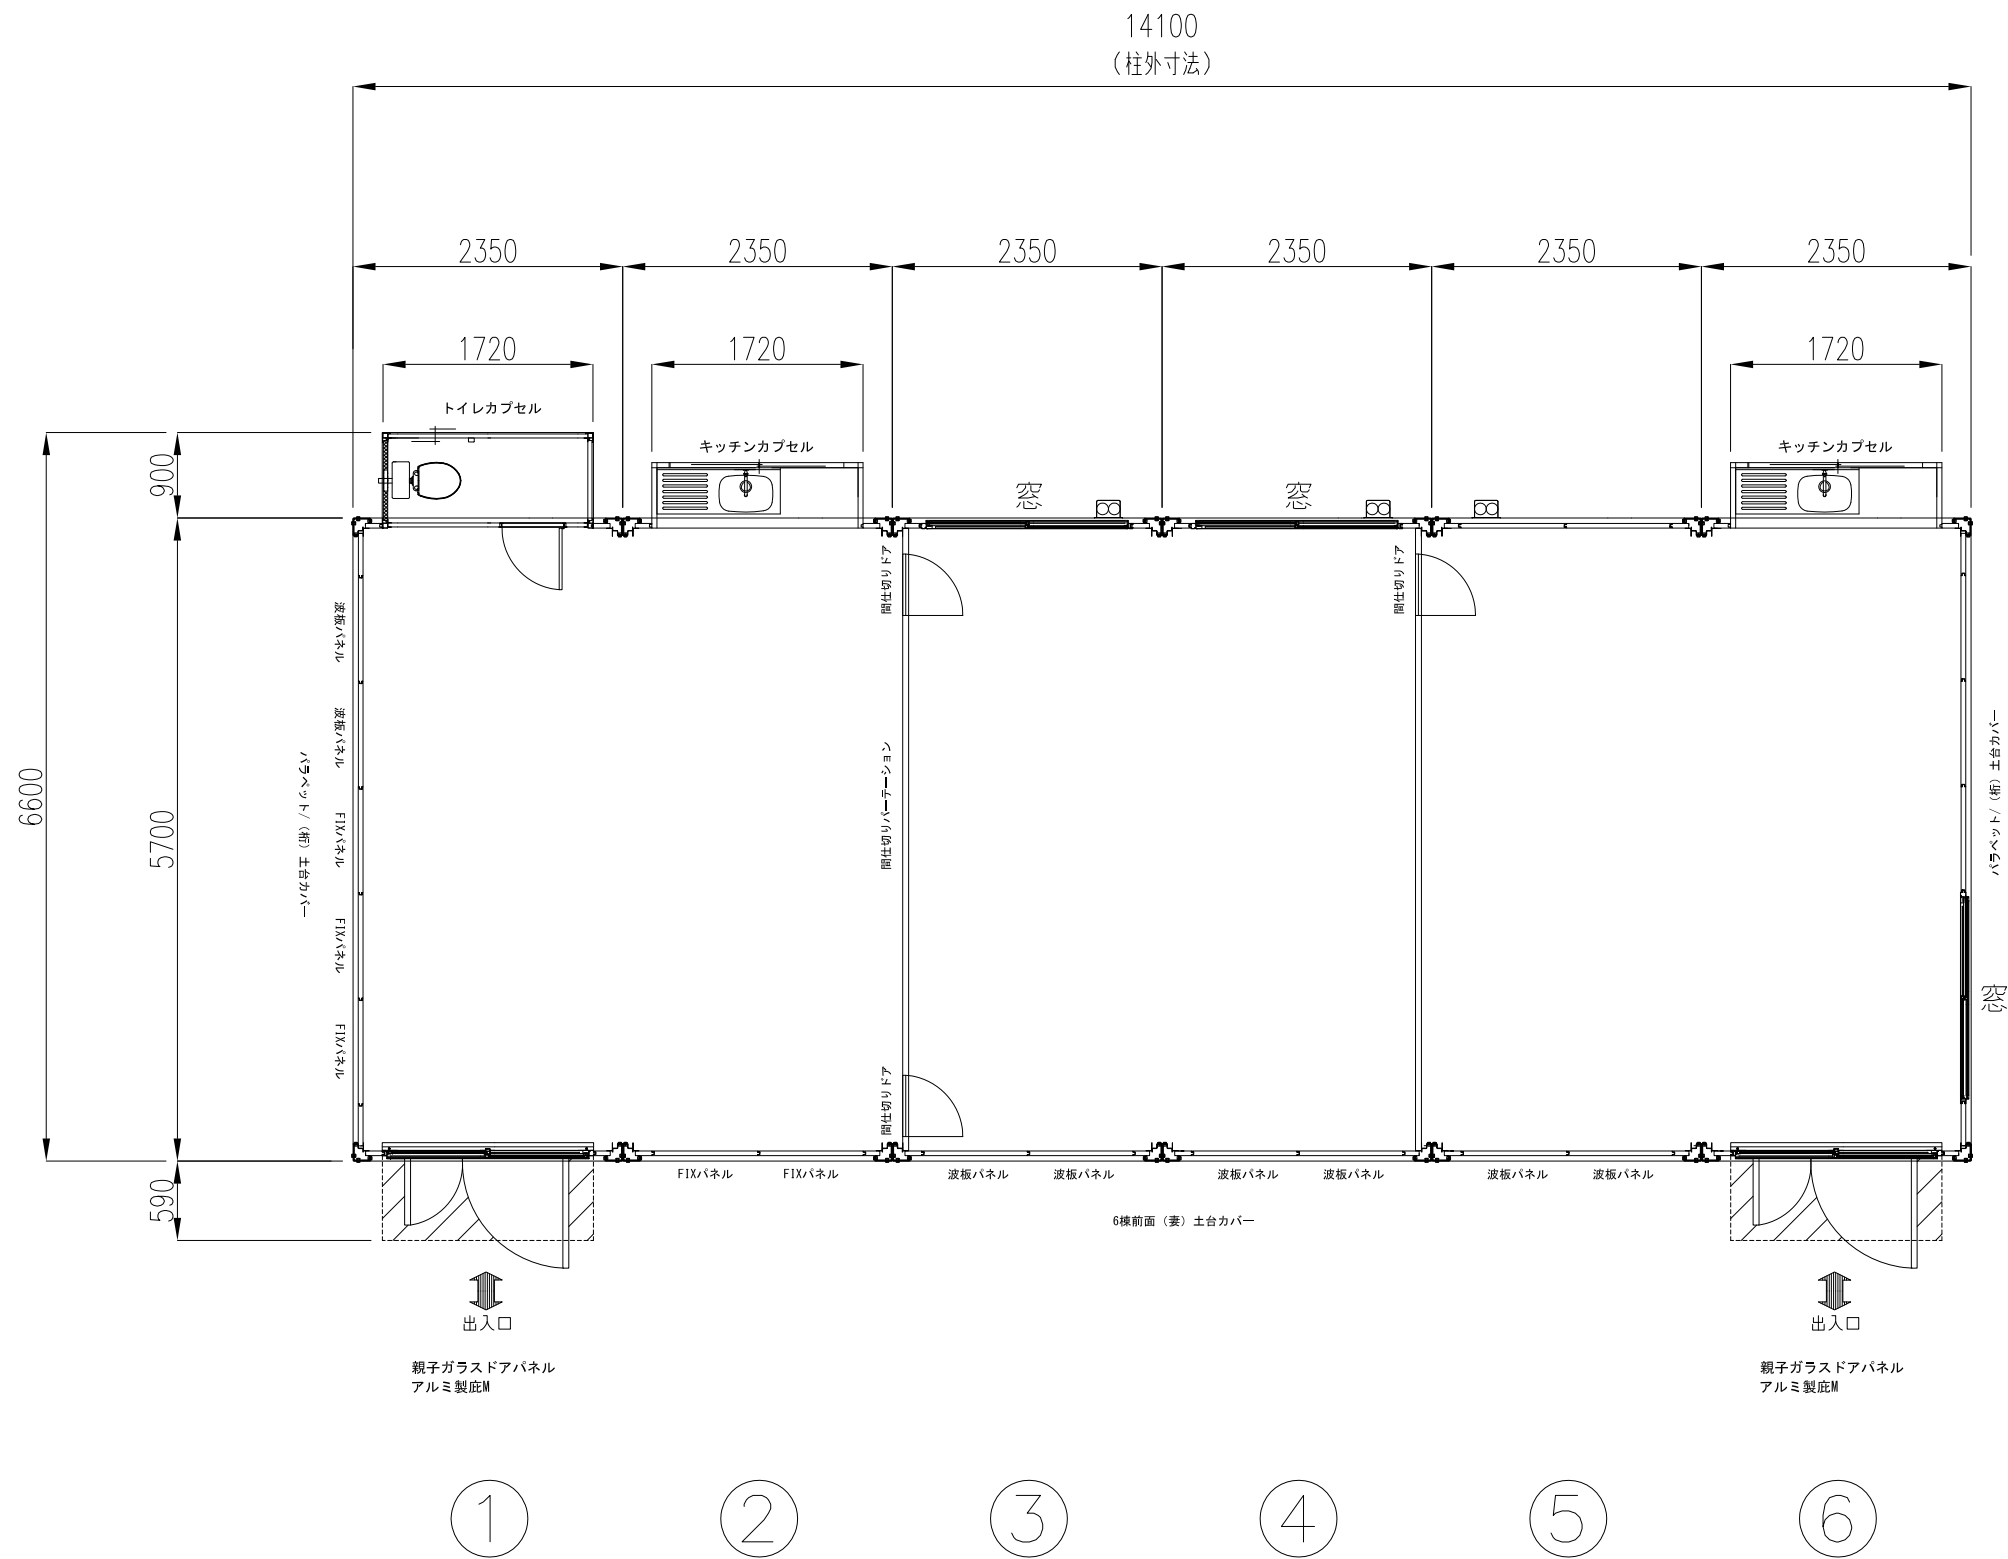 14100
(柱外寸法)
2350
2350
2350
2350
2350
2350
1720
1720
1720
トイレカプセル
キッチンカプセル
キッチンカプセル
窓
窓
900
6600
5700
590
間仕切りドア
間仕切りドア
波板パネル
波板パネル
FIXパネル
FIXパネル
FIXパネル
パラペット/(桁)土台カバー
間仕切りパーテーション
間仕切りドア
パラペット/(桁)土台カバー
窓
FIXパネル
FIXパネル
波板パネル
波板パネル
波板パネル
波板パネル
波板パネル
波板パネル
6棟前面(妻)土台カバー
出入口
出入口
親子ガラスドアパネル
アルミ製庇M
親子ガラスドアパネル
アルミ製庇M
①
②
③
④
⑤
⑥